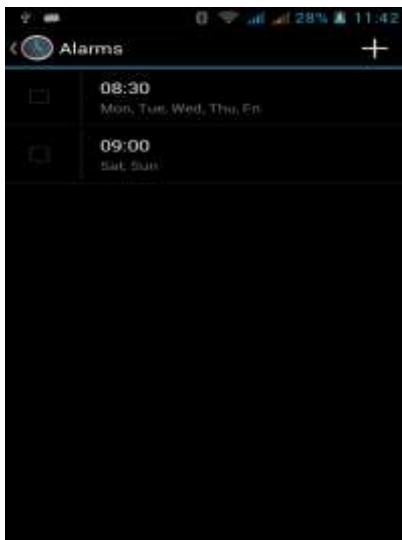 28% 11:42
Alarms
08:30
Mon, Tue, Wed, Thu, Fri
09:00
Sat, Sun